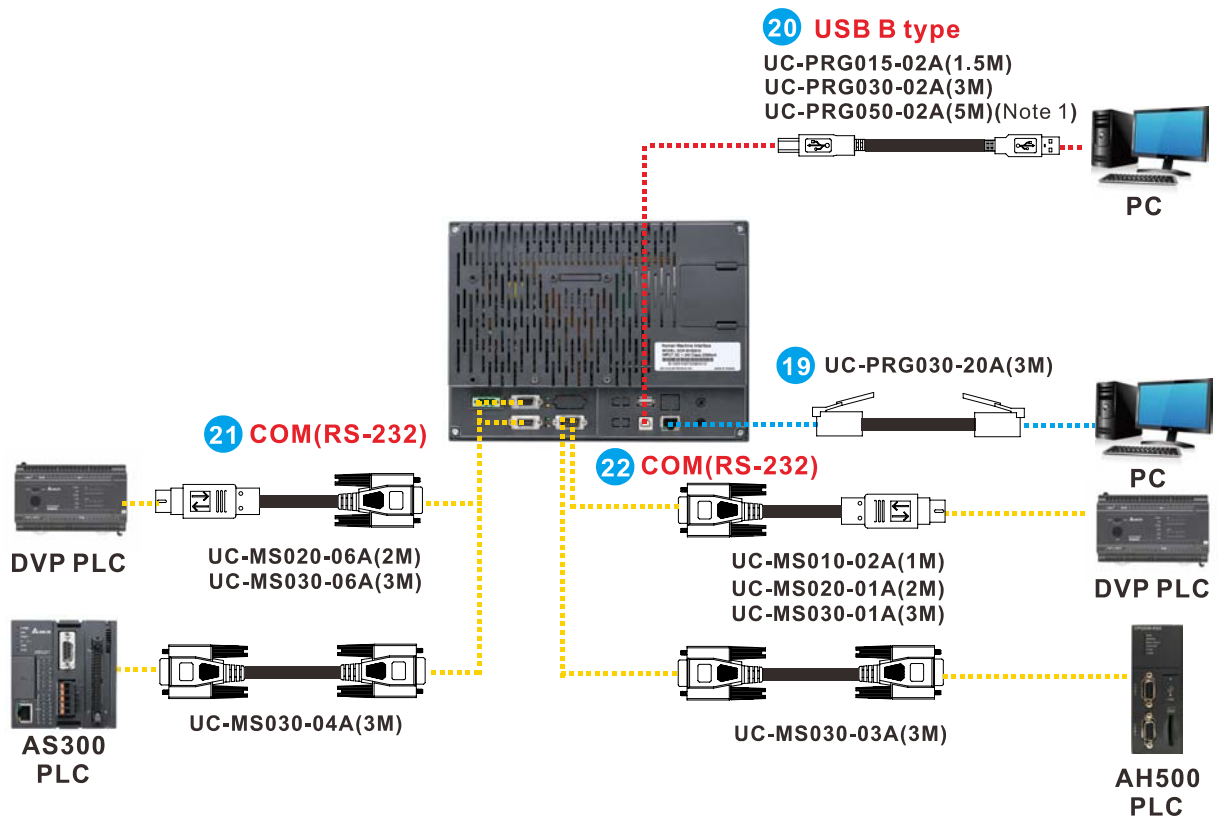 20 USB B type
UC-PRG015-02A(1.5M)
UC-PRG030-02A(3M)
UC-PRG050-02A(5M)(Note 1)
PC
Human Machine Interface
19 UC-PRG030-20A(3M)
PC
21 COM(RS-232)
22 COM(RS-232)
DVP PLC
UC-MS020-06A(2M)
UC-MS030-06A(3M)
UC-MS010-02A(1M)
UC-MS020-01A(2M)
UC-MS030-01A(3M)
DVP PLC
UC-MS030-04A(3M)
UC-MS030-03A(3M)
AS300
PLC
AH500
PLC